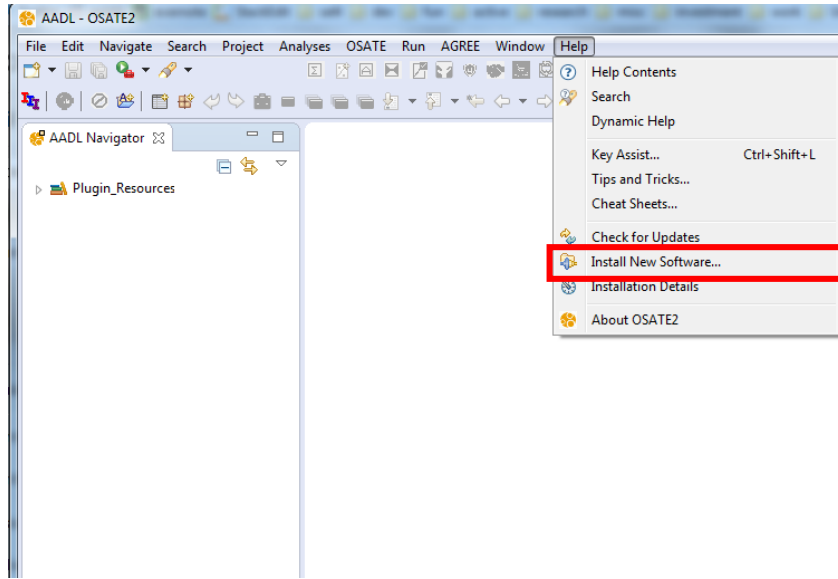 AADL - OSATE2
File Edit Navigate Search Project Analyses OSATE Run AGREE Window Help
AADL Navigator
Plugin_Resources
Help Contents
Search
Dynamic Help
Key Assist... Ctrl+Shift+L
Tips and Tricks...
Cheat Sheets...
Check for Updates
Install New Software...
Installation Details
About OSATE2